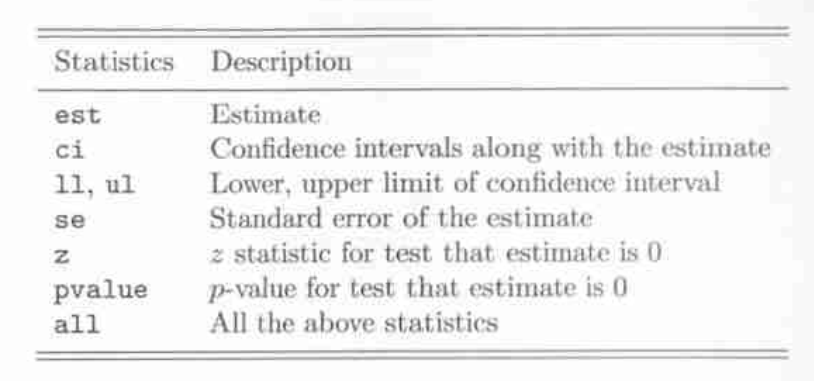 Statistics Description
est Estimate
ci Confidence intervals along with the estimate
ll, ul Lower, upper limit of confidence interval
se Standard error of the estimate
z z statistic for test that estimate is 0
pvalue p-value for test that estimate is 0
all All the above statistics